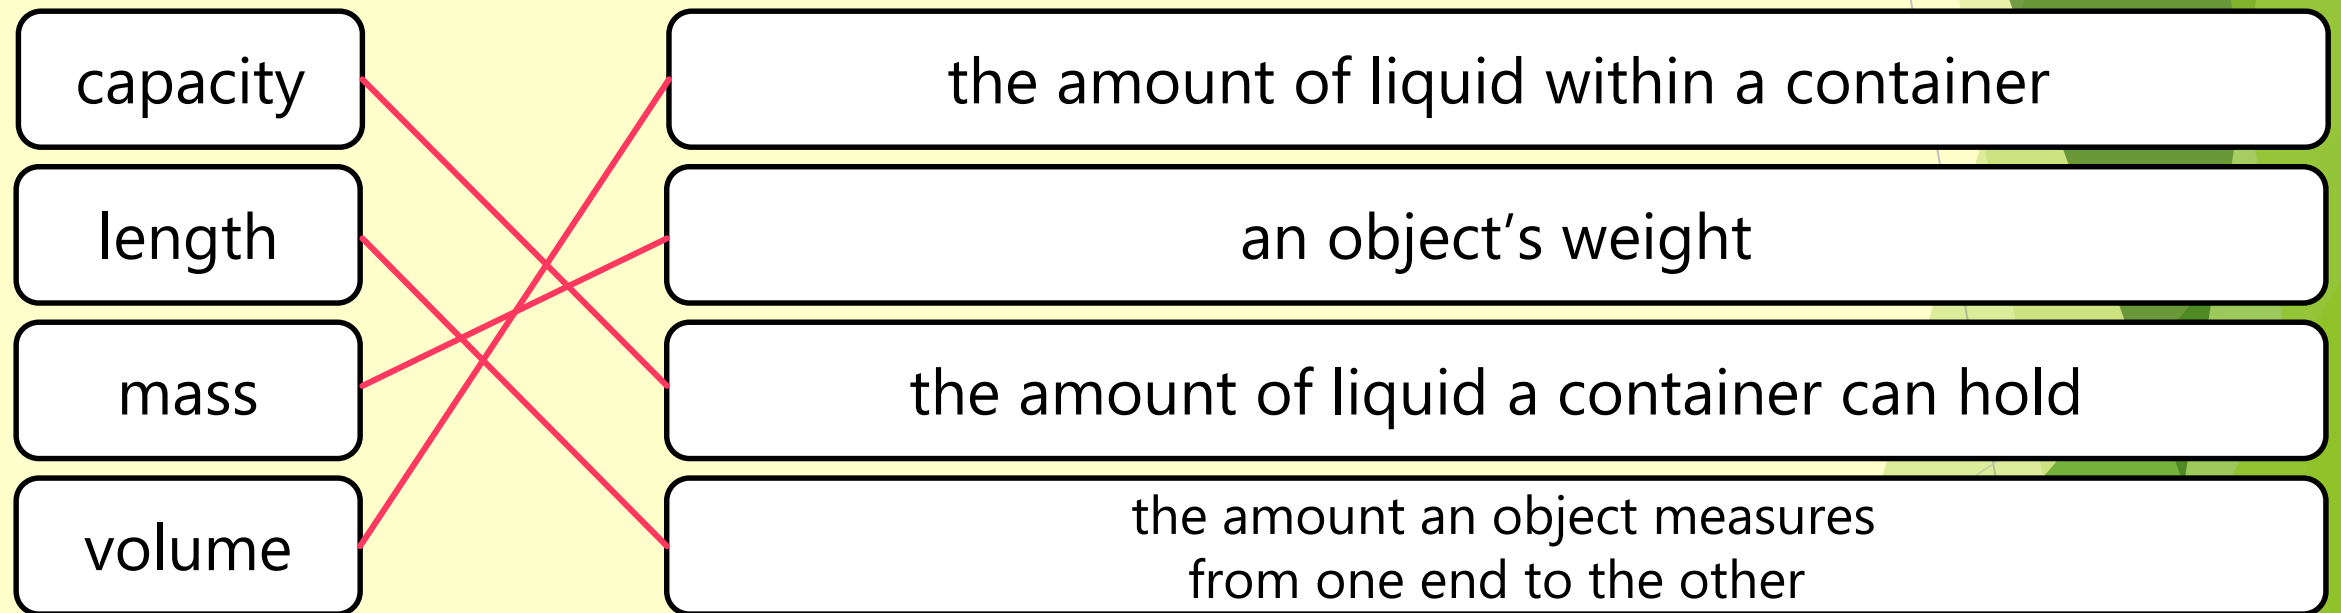 capacity
the amount of liquid within a container
length
an object’s weight
mass
the amount of liquid a container can hold
volume
the amount an object measures
from one end to the other